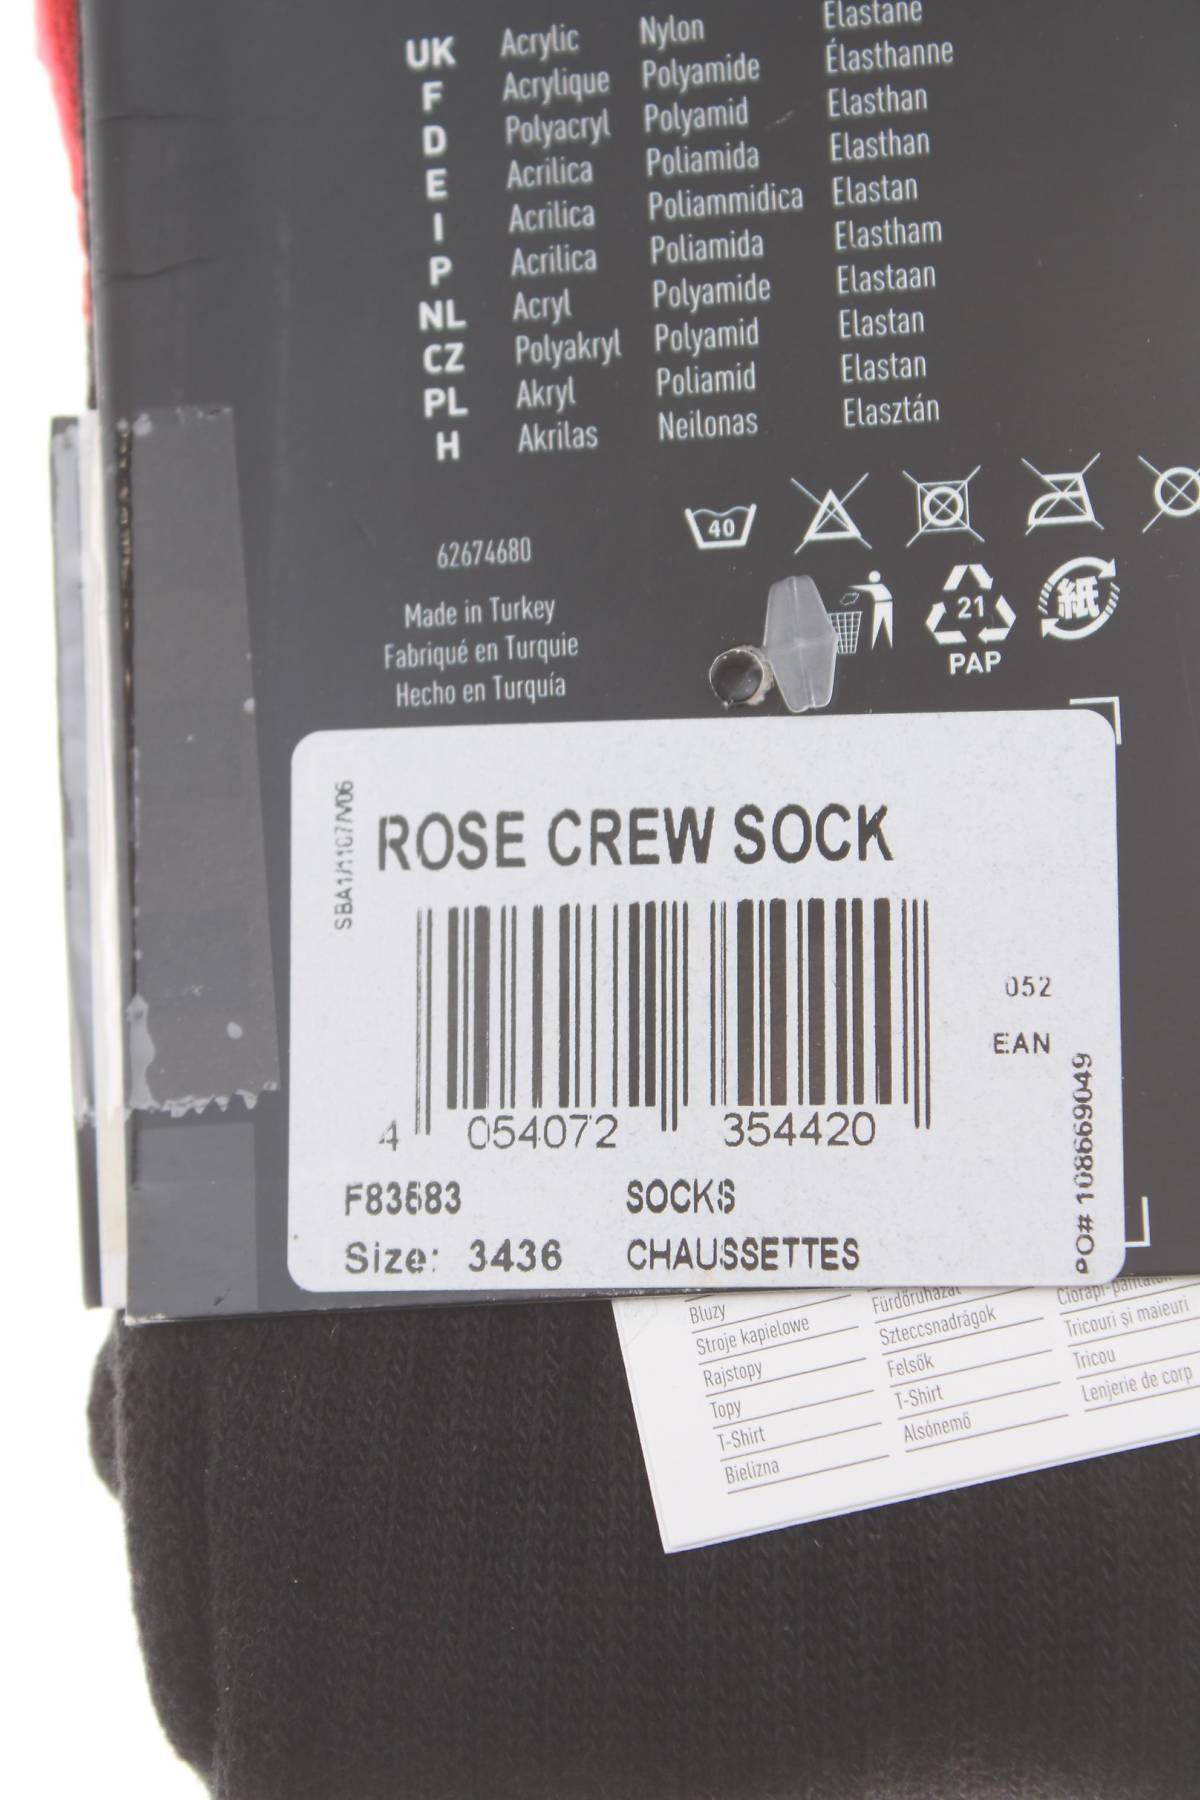 UK Acrylic Nylon Elastane
F Acrylique Polyamide Élasthanne
D Polyacryl Polyamid Elasthan
E Acrilica Poliamida Elasthan
I Acrilica Poliammidica Elastan
P Acrilica Poliamida Elastham
NL Acryl Polyamide Elastaan
CZ Polyakryl Polyamid Elastan
PL Akryl Poliamid Elastan
H Akrilas Neilonas Elasztán
40
62674680
Made in Turkey
Fabriqué en Turquie
Hecho en Turquía
21
PAP
紙
SBA1/1107/V06
ROSE CREW SOCK
052
EAN
4 054072 354420
PO# 108669049
F83583 SOCKS
Size: 3436 CHAUSSETTES
Bluzy Fürdőruházat
Stroje kapielowe Szteccsnadrágok Tricouri și maieuri
Rajstopy Felsők Tricou
Topy T-Shirt Lenjerie de corp
T-Shirt Alsónemő
Bielizna